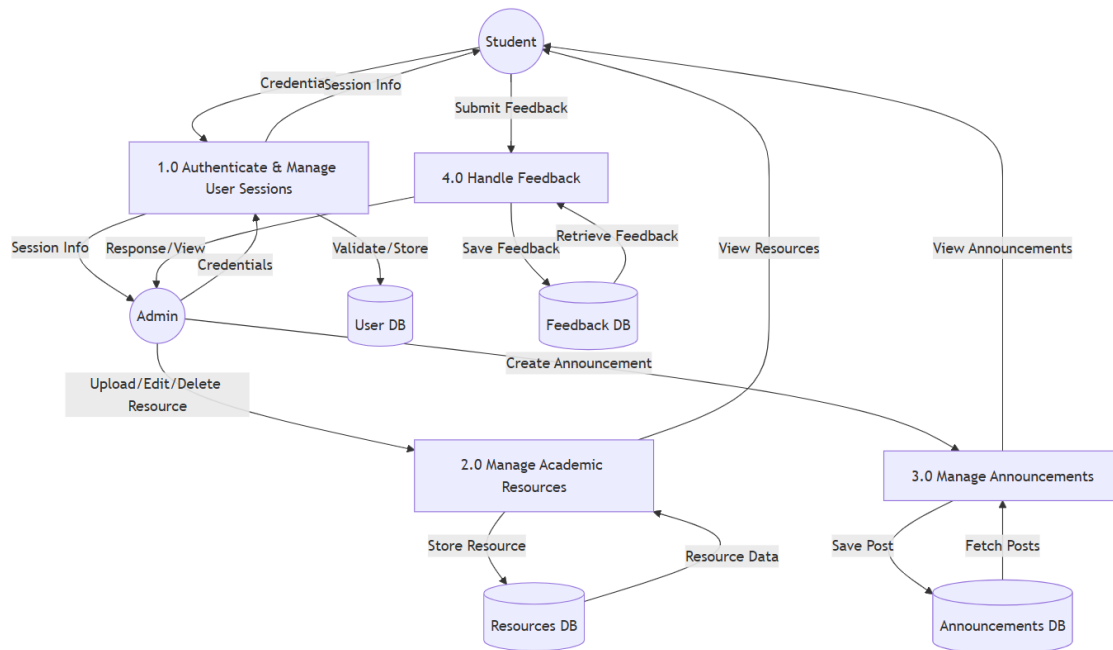 Student
Credentials
Session Info
Submit Feedback
1.0 Authenticate & Manage
User Sessions
4.0 Handle Feedback
Session Info
Response/View
Credentials
Validate/Store
Save Feedback
Retrieve Feedback
View Resources
View Announcements
Admin
User DB
Feedback DB
Create Announcement
Upload/Edit/Delete
Resource
2.0 Manage Academic
Resources
3.0 Manage Announcements
Store Resource
Resource Data
Save Post
Fetch Posts
Resources DB
Announcements DB